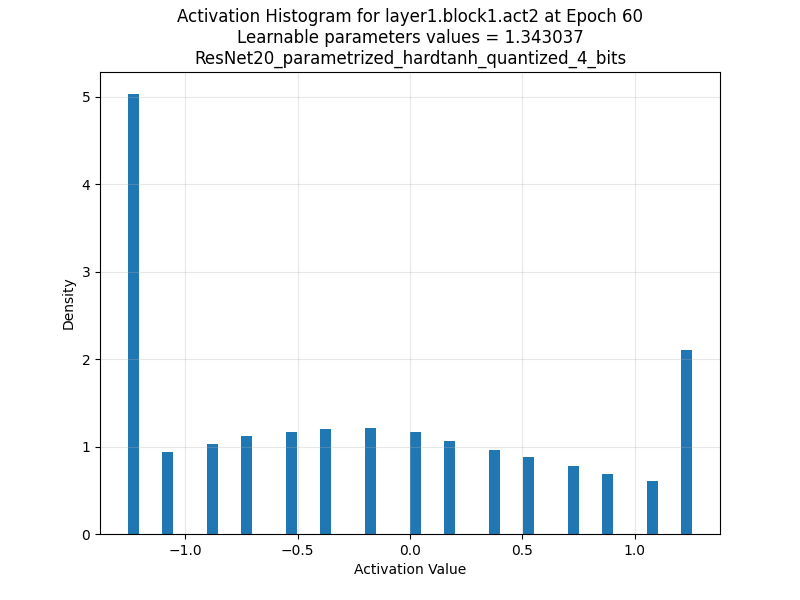 Activation Histogram for layer1.block1.act2 at Epoch 60
Learnable parameters values = 1.343037
ResNet20_parametrized_hardtanh_quantized_4_bits
5
4
3
2
1
0
Density
−1.0 −0.5 0.0 0.5 1.0
Activation Value